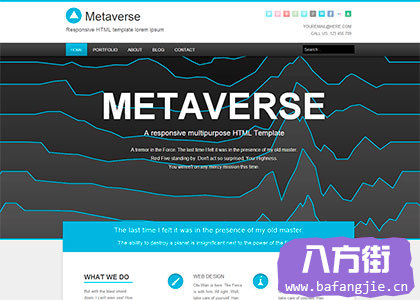 Metaverse
Responsive HTML template lorem ipsum
YOUREMAIL@HERE.COM
CALL US: 121 456 789
HOME PORTFOLIO ABOUT BLOG CONTACT
Search here
METAVERSE
A responsive multipurpose HTML Template
A tremor in the Force. The last time I felt it was in the presence of my old master.
Red Five standing by. Don't act so surprised, Your Highness.
You weren't on any mercy mission this time.
The last time I felt it was in the presence of my old master.
The ability to destroy a planet is insignificant next to the power of the
WHAT WE DO
But with the blast shield
down, I can't even see! How
WEB DESIGN
Obi-Wan is here. The Force
is with him. All right. Well,
take care of yourself, Han.
八方街
www.bafangjie.cn